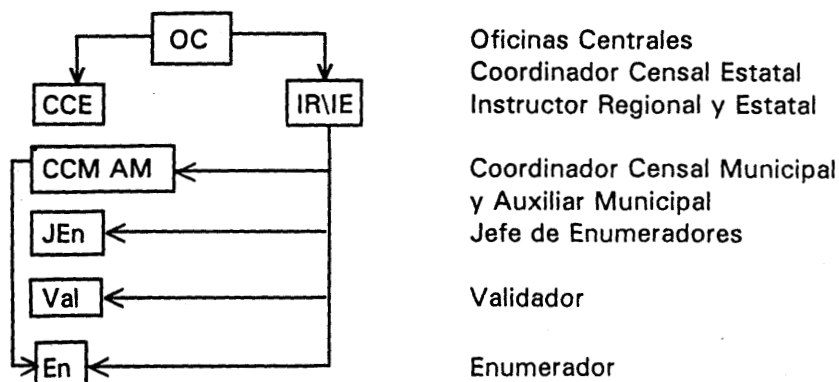 OC
Oficinas Centrales
Coordinador Censal Estatal
CCE
IR\IE
Instructor Regional y Estatal
CCM AM
Coordinador Censal Municipal
y Auxiliar Municipal
JEn
Jefe de Enumeradores
Val
Validador
En
Enumerador